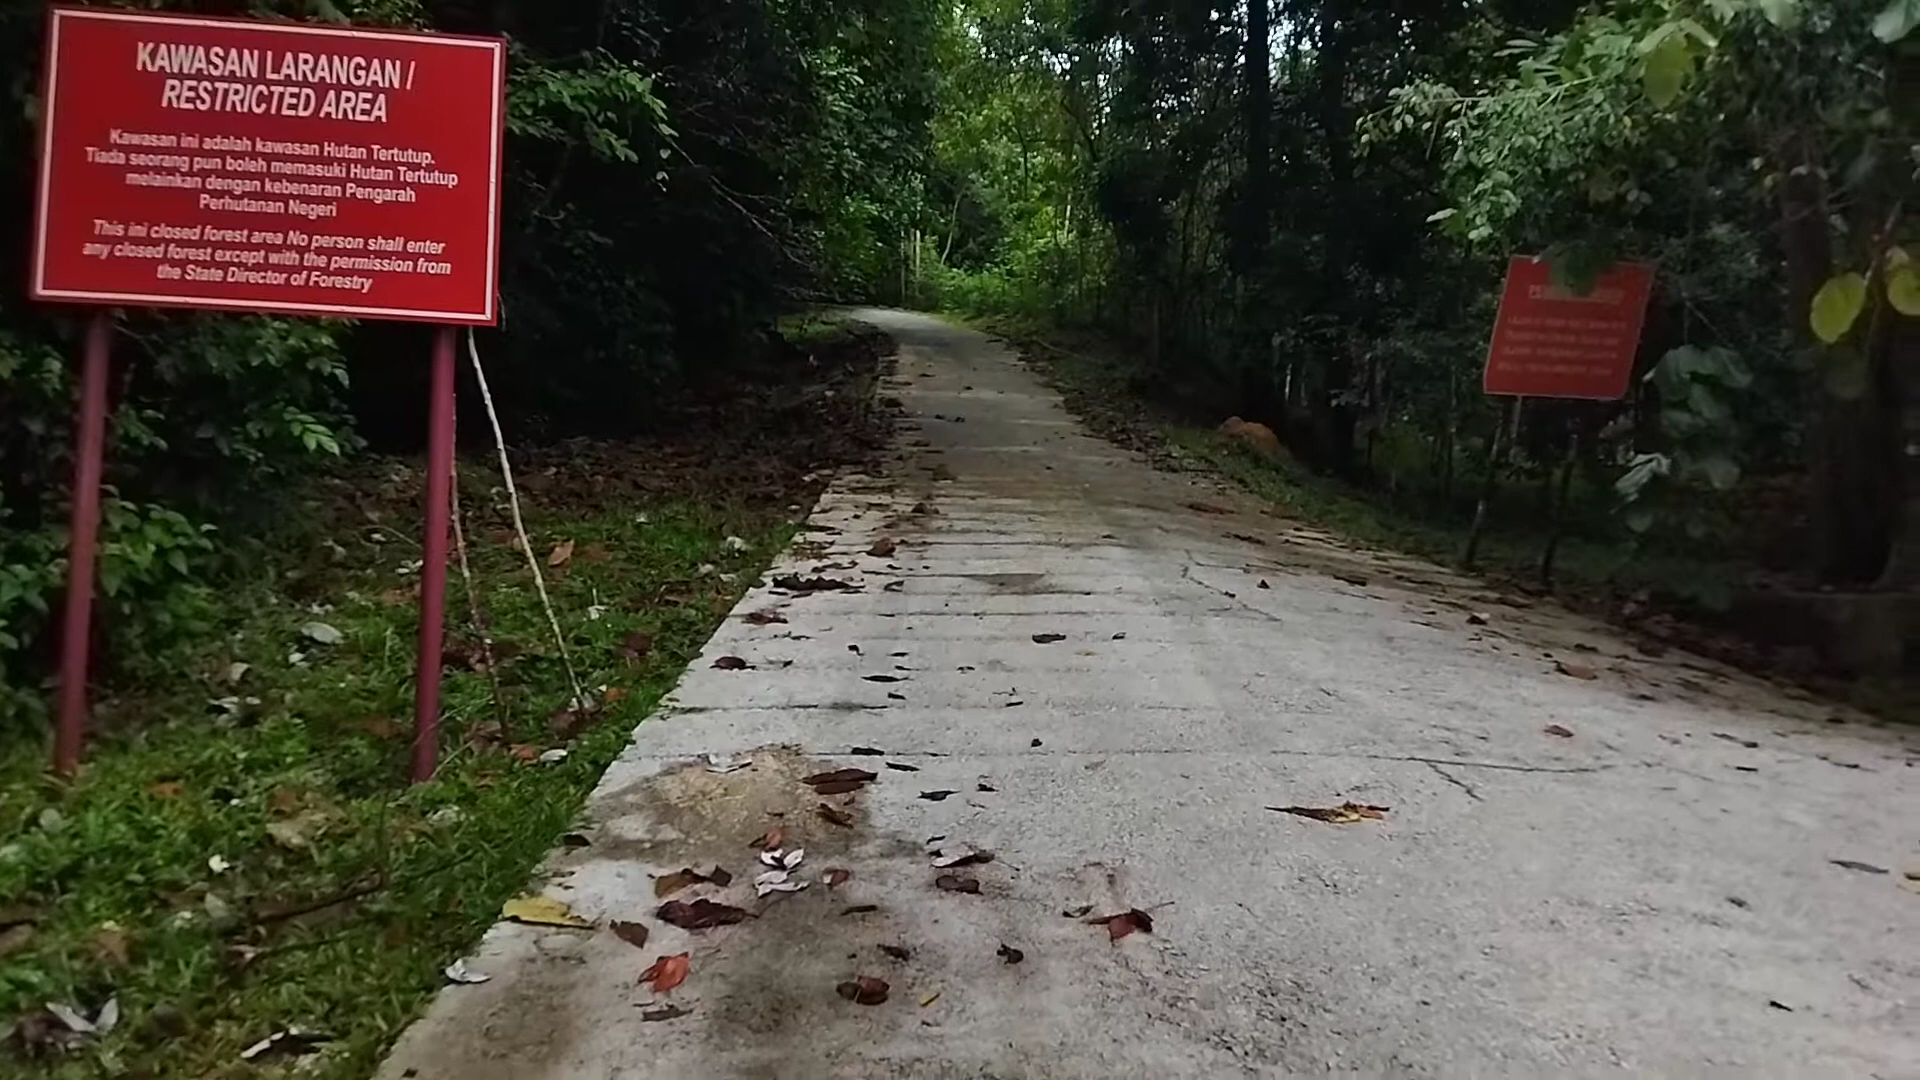 KAWASAN LARANGAN /
RESTRICTED AREA
Kawasan ini adalah kawasan Hutan Tertutup.
Tiada seorang pun boleh memasuki Hutan Tertutup
melainkan dengan kebenaran Pengarah
Perhutanan Negeri
This ini closed forest area No person shall enter
any closed forest except with the permission from
the State Director of Forestry